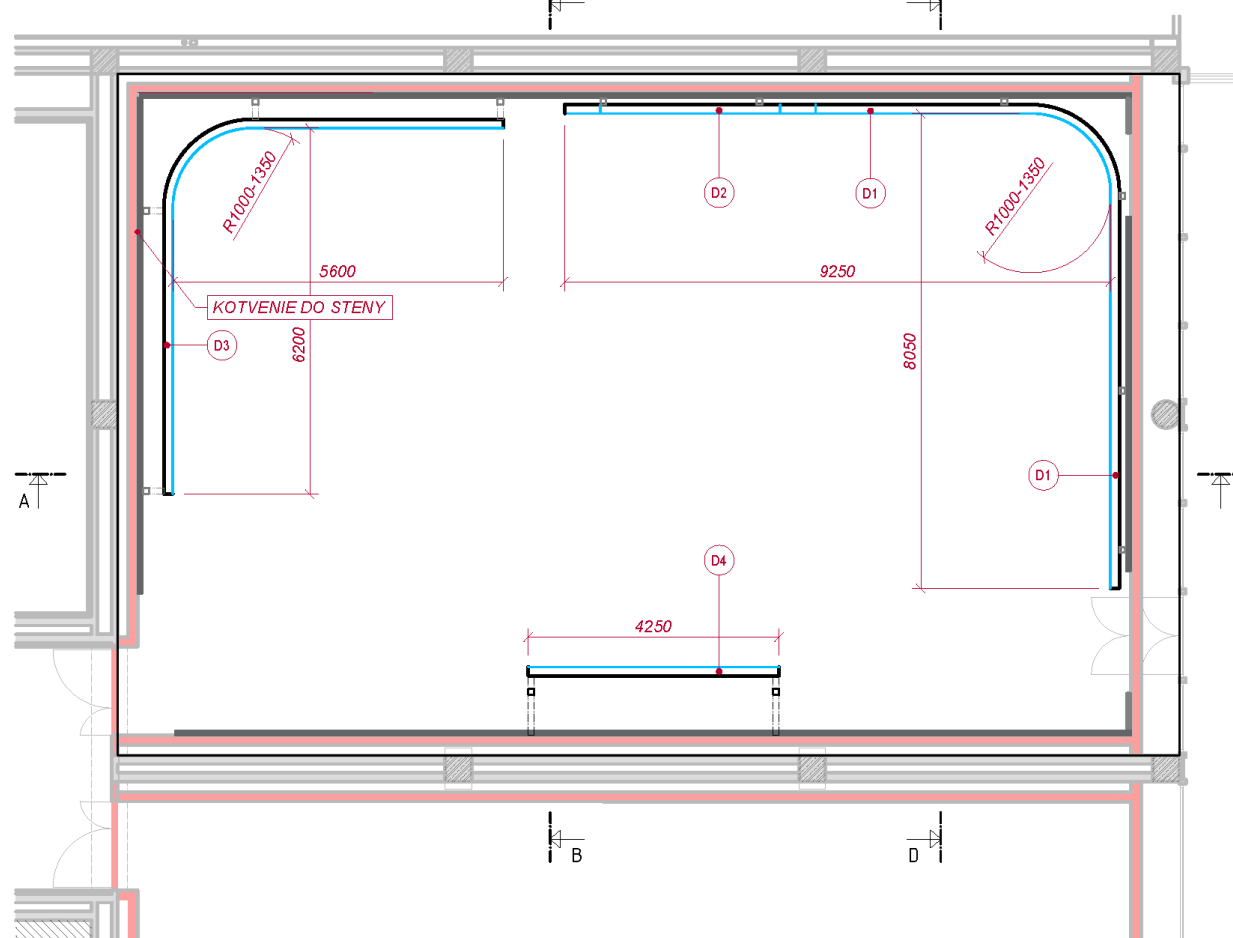 D2
D1
R1000-1350
R1000-1350
5600
9250
KOTVENIE DO STENY
D3
6200
8050
A
D1
D4
4250
B
D